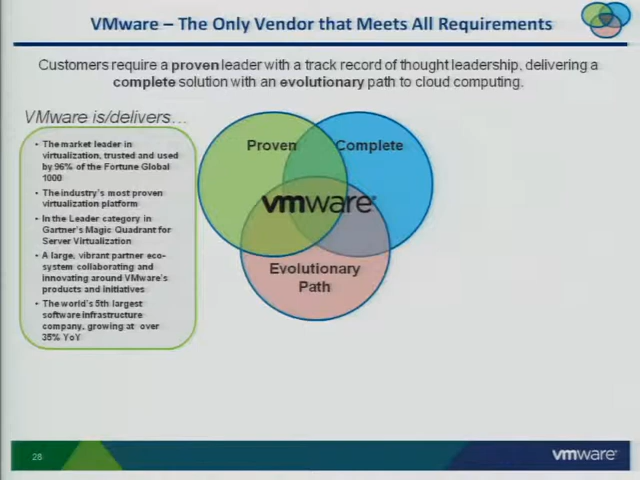 VMware – The Only Vendor that Meets All Requirements
Customers require a proven leader with a track record of thought leadership, delivering a
complete solution with an evolutionary path to cloud computing.
VMware is/delivers…
• The market leader in
virtualization, trusted and used
by 96% of the Fortune Global
1000
• The industry's most proven
virtualization platform
• In the Leader category in
Gartner's Magic Quadrant for
Server Virtualization
• A large, vibrant partner eco-
system collaborating and
innovating around VMware's
products and initiatives
• The world's 5th largest
software infrastructure
company, growing at over
35% YoY
Proven
Complete
vmware®
Evolutionary
Path
28
vmware®